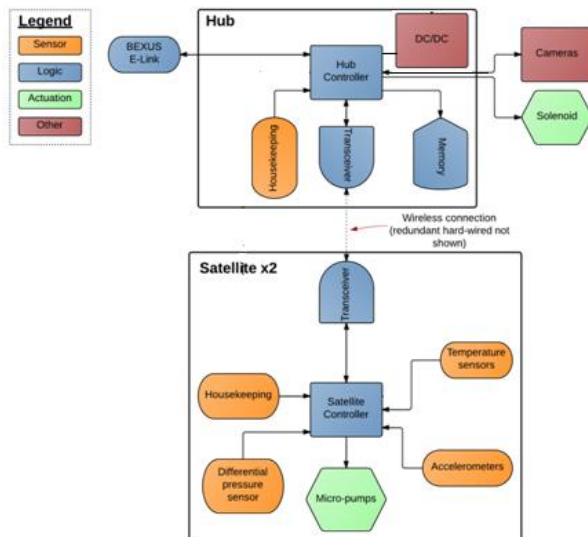 Legend
Sensor
Logic
Actuation
Other
Hub
BEXUS
E-Link
Hub
Controller
DC/DC
Cameras
Solenoid
Housekeeping
Transceiver
Memory
Wireless connection
(redundant hard-wired not
shown)
Satellite x2
Transceiver
Temperature
sensors
Housekeeping
Satellite
Controller
Differential
pressure
sensor
Accelerometers
Micro-pumps